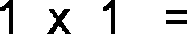 1 x 1 =